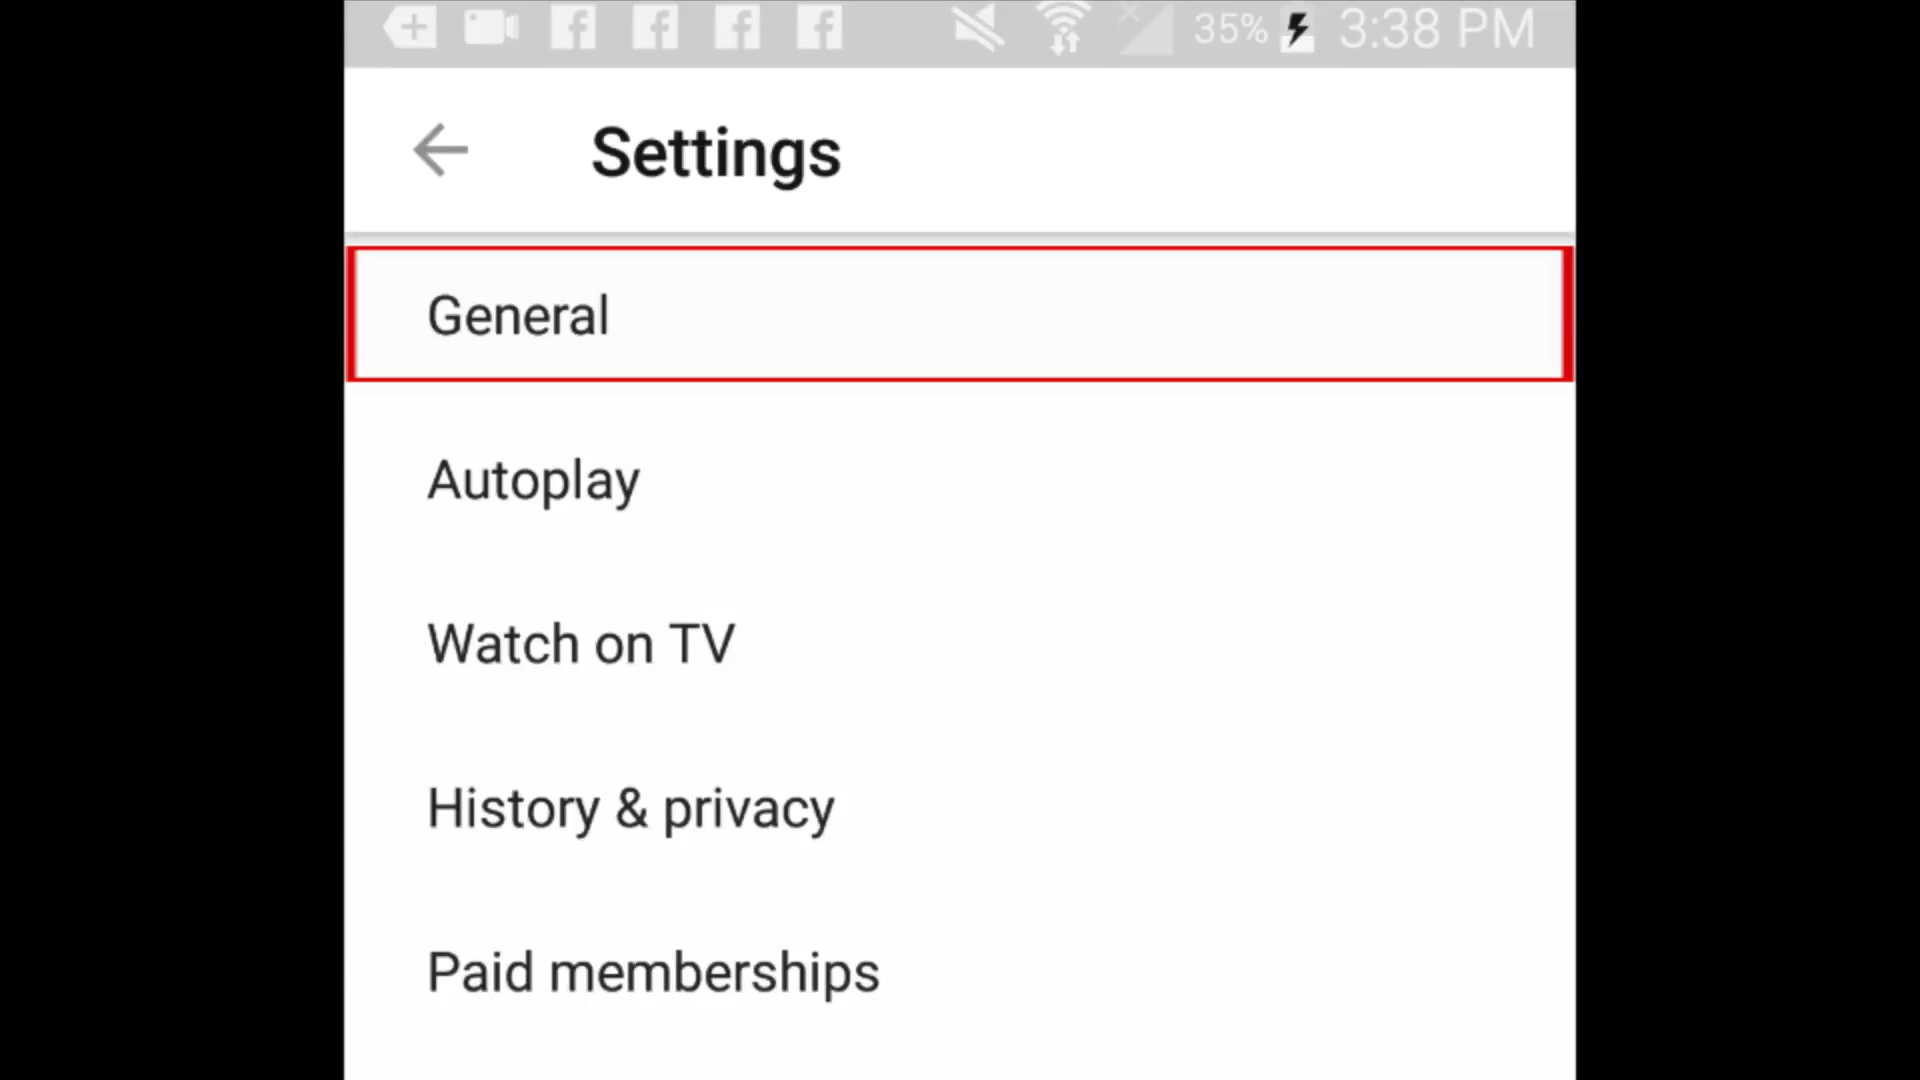 35% 3:38 PM
Settings
General
Autoplay
Watch on TV
History & privacy
Paid memberships